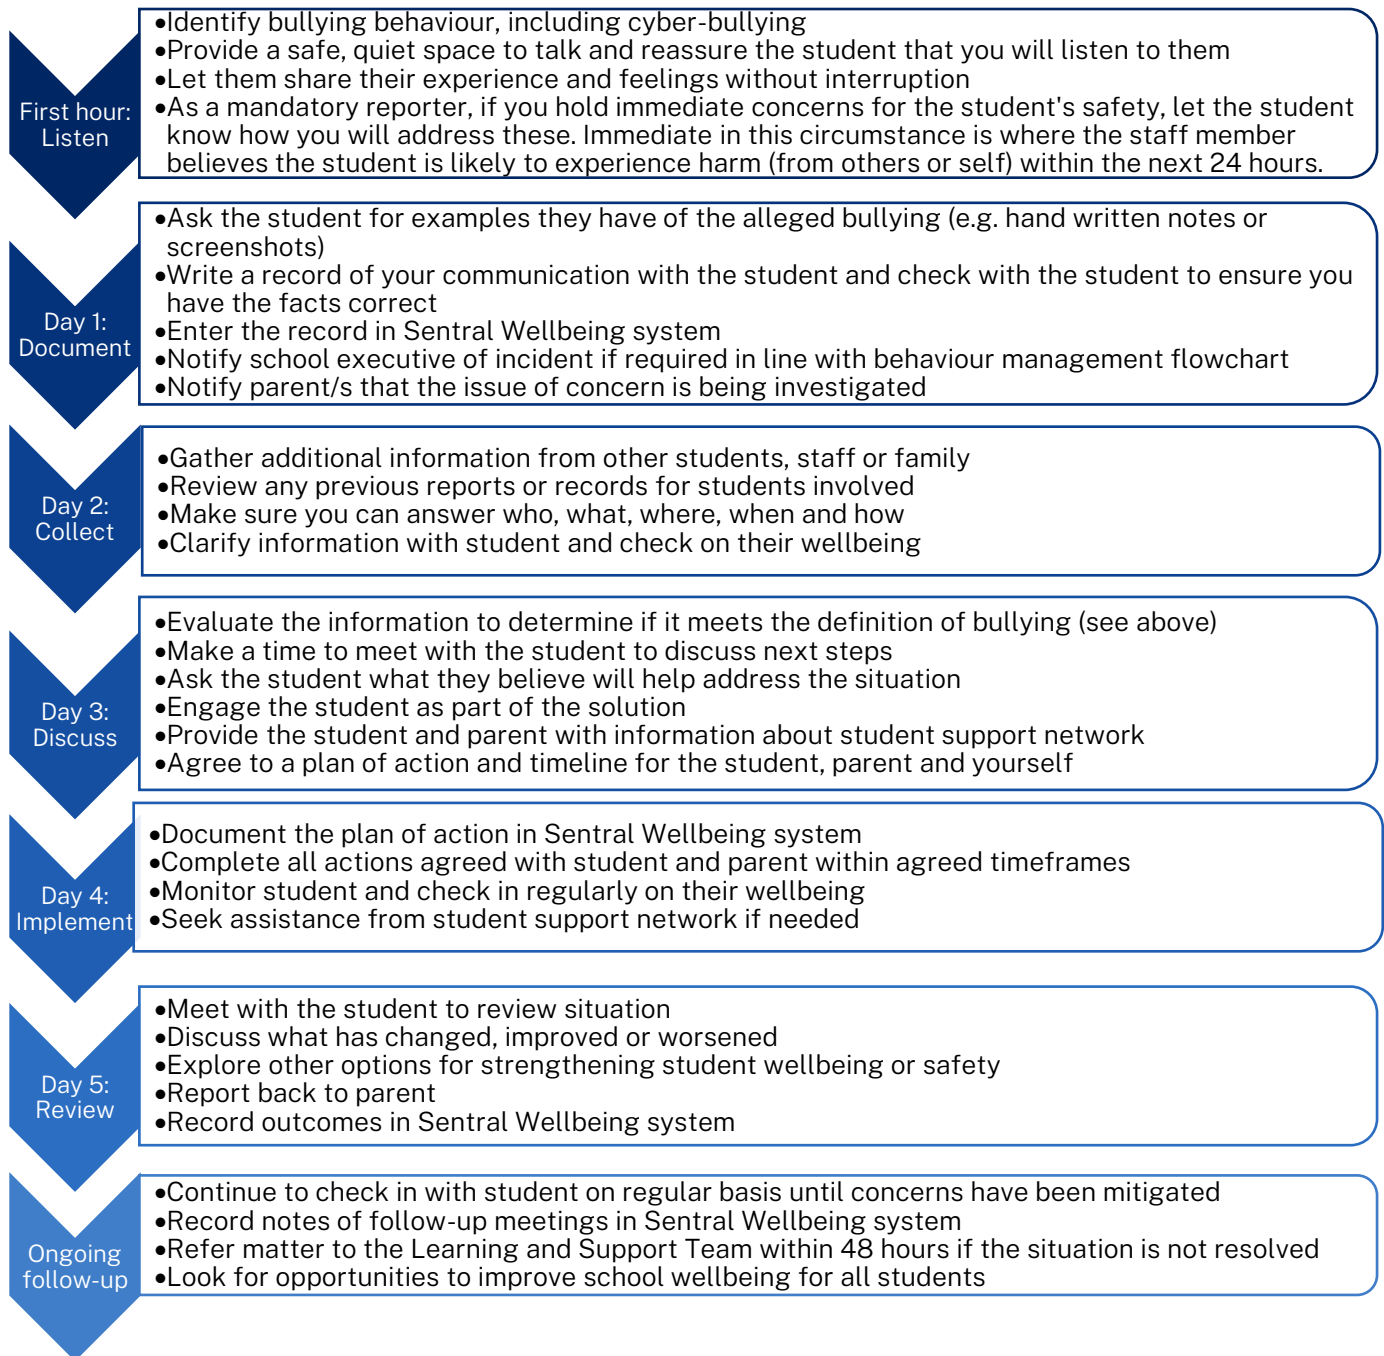 First hour:
Listen
•Identify bullying behaviour, including cyber-bullying
•Provide a safe, quiet space to talk and reassure the student that you will listen to them
•Let them share their experience and feelings without interruption
•As a mandatory reporter, if you hold immediate concerns for the student's safety, let the student
know how you will address these. Immediate in this circumstance is where the staff member
believes the student is likely to experience harm (from others or self) within the next 24 hours.
Day 1:
Document
•Ask the student for examples they have of the alleged bullying (e.g. hand written notes or
screenshots)
•Write a record of your communication with the student and check with the student to ensure you
have the facts correct
•Enter the record in Sentral Wellbeing system
•Notify school executive of incident if required in line with behaviour management flowchart
•Notify parent/s that the issue of concern is being investigated
Day 2:
Collect
•Gather additional information from other students, staff or family
•Review any previous reports or records for students involved
•Make sure you can answer who, what, where, when and how
•Clarify information with student and check on their wellbeing
Day 3:
Discuss
•Evaluate the information to determine if it meets the definition of bullying (see above)
•Make a time to meet with the student to discuss next steps
•Ask the student what they believe will help address the situation
•Engage the student as part of the solution
•Provide the student and parent with information about student support network
•Agree to a plan of action and timeline for the student, parent and yourself
Day 4:
Implement
•Document the plan of action in Sentral Wellbeing system
•Complete all actions agreed with student and parent within agreed timeframes
•Monitor student and check in regularly on their wellbeing
•Seek assistance from student support network if needed
Day 5:
Review
•Meet with the student to review situation
•Discuss what has changed, improved or worsened
•Explore other options for strengthening student wellbeing or safety
•Report back to parent
•Record outcomes in Sentral Wellbeing system
Ongoing
follow-up
•Continue to check in with student on regular basis until concerns have been mitigated
•Record notes of follow-up meetings in Sentral Wellbeing system
•Refer matter to the Learning and Support Team within 48 hours if the situation is not resolved
•Look for opportunities to improve school wellbeing for all students